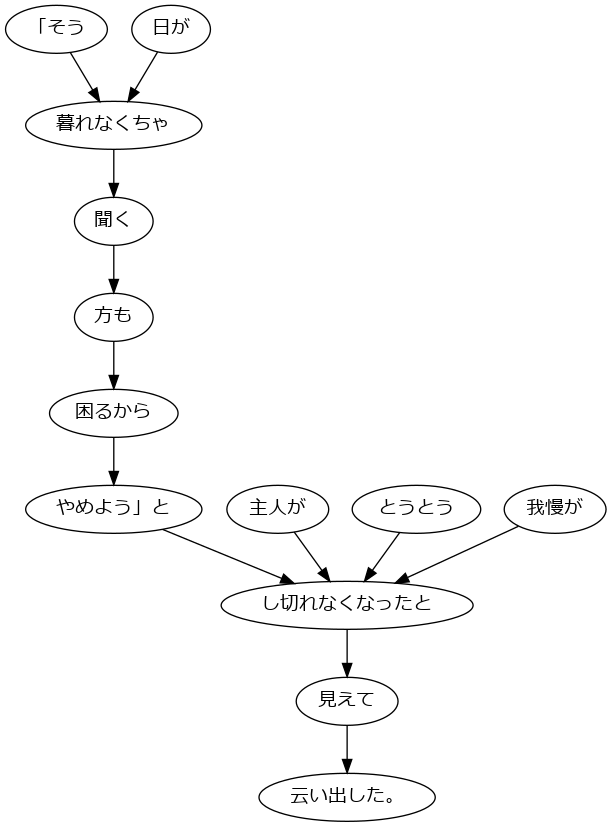 「そう
日が
暮れなくちゃ
聞く
方も
困るから
やめよう」と
主人が
とうとう
我慢が
し切れなくなったと
見えて
云い出した。